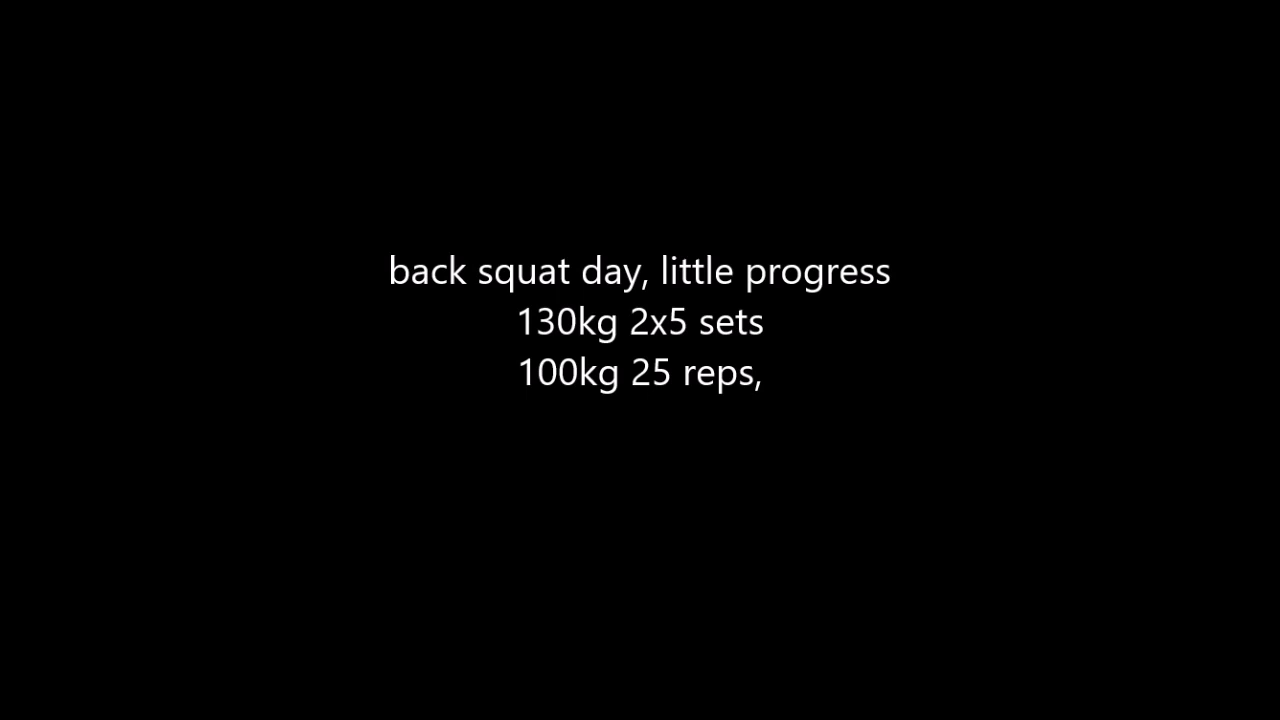 back squat day, little progress
130kg 2x5 sets
100kg 25 reps,